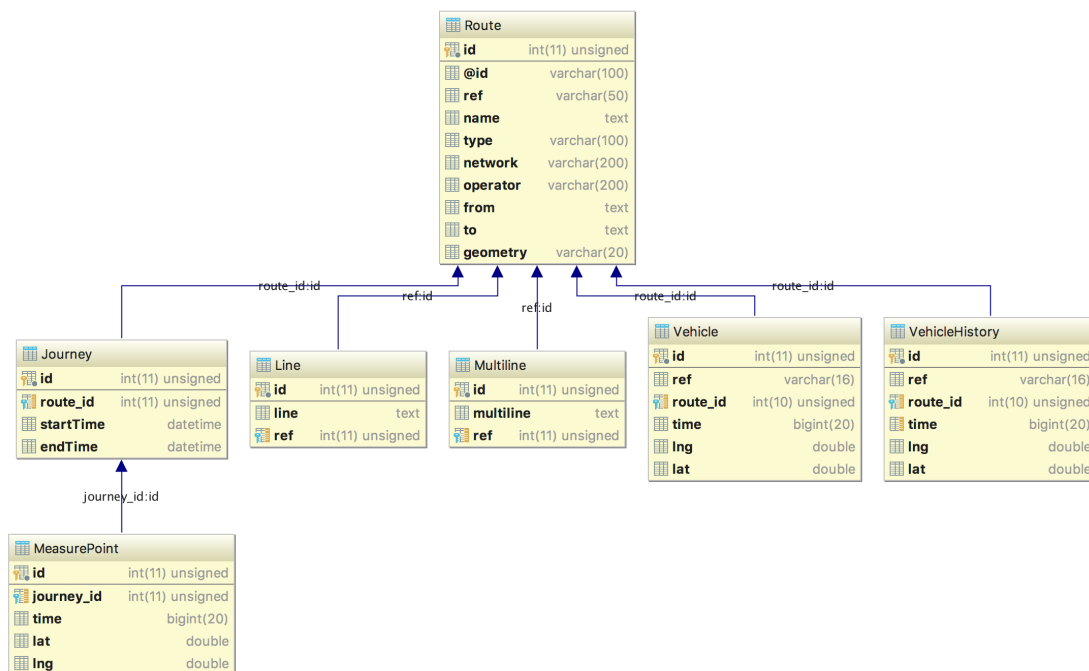 Route
id int(11) unsigned
@id varchar(100)
ref varchar(50)
name text
type varchar(100)
network varchar(200)
operator varchar(200)
from text
to text
geometry varchar(20)
route_id:id
ref:id
ref:id
route_id:id
route_id:id
Journey
id int(11) unsigned
route_id int(11) unsigned
startTime datetime
endTime datetime
Line
id int(11) unsigned
line text
ref int(11) unsigned
Multiline
id int(11) unsigned
multiline text
ref int(11) unsigned
Vehicle
id int(11) unsigned
ref varchar(16)
route_id int(10) unsigned
time bigint(20)
lng double
lat double
VehicleHistory
id int(11) unsigned
ref varchar(16)
route_id int(10) unsigned
time bigint(20)
lng double
lat double
journey_id:id
MeasurePoint
id int(11) unsigned
journey_id int(11) unsigned
time bigint(20)
lat double
lng double